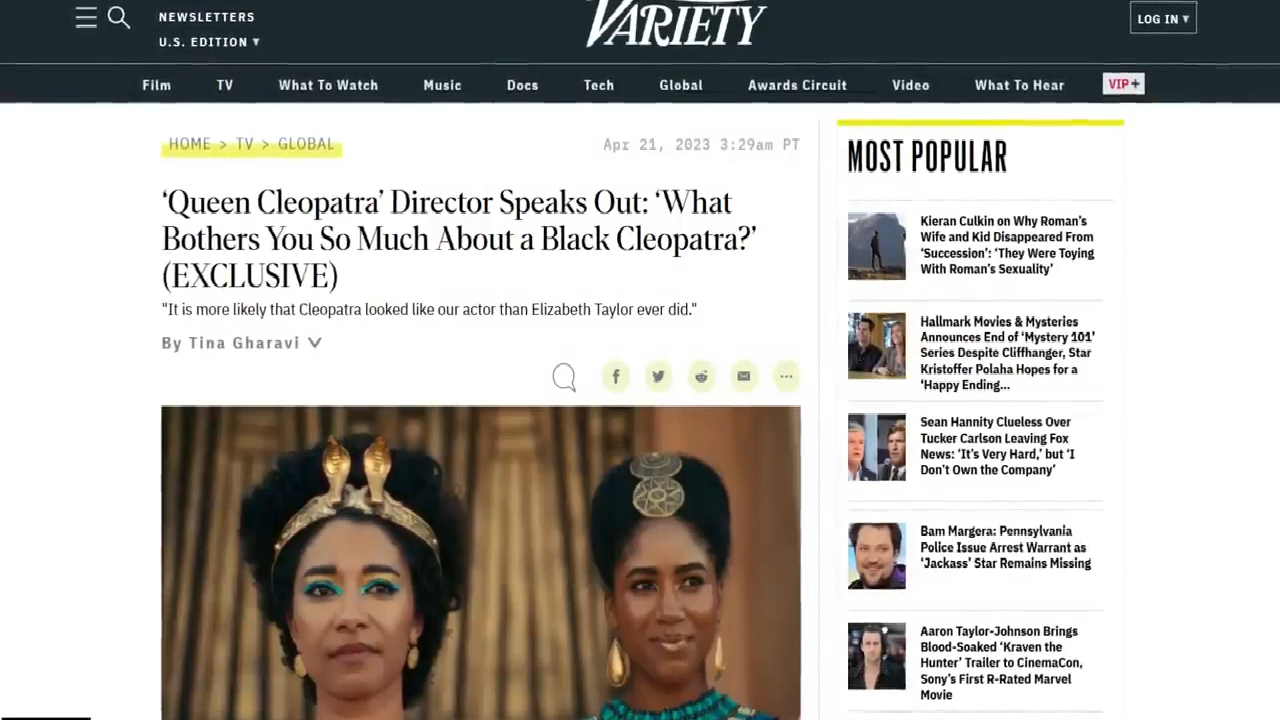 NEWSLETTERS
U.S. EDITION
VARIETY
LOG IN
Film TV What To Watch Music Docs Tech Global Awards Circuit Video What To Hear VIP+
HOME > TV > GLOBAL
Apr 21, 2023 3:29am PT
‘Queen Cleopatra’ Director Speaks Out: ‘What
Bothers You So Much About a Black Cleopatra?’
(EXCLUSIVE)
"It is more likely that Cleopatra looked like our actor than Elizabeth Taylor ever did."
By Tina Gharavi
MOST POPULAR
Kieran Culkin on Why Roman’s
Wife and Kid Disappeared From
‘Succession’: ‘They Were Toying
With Roman’s Sexuality’
Hallmark Movies & Mysteries
Announces End of ‘Mystery 101’
Series Despite Cliffhanger, Star
Kristoffer Polaha Hopes for a
‘Happy Ending...
Sean Hannity Clueless Over
Tucker Carlson Leaving Fox
News: ‘It’s Very Hard,’ but ‘I
Don’t Own the Company’
Bam Margera: Pennsylvania
Police Issue Arrest Warrant as
‘Jackass’ Star Remains Missing
Aaron Taylor-Johnson Brings
Blood-Soaked ‘Kraven the
Hunter’ Trailer to CinemaCon,
Sony’s First R-Rated Marvel
Movie